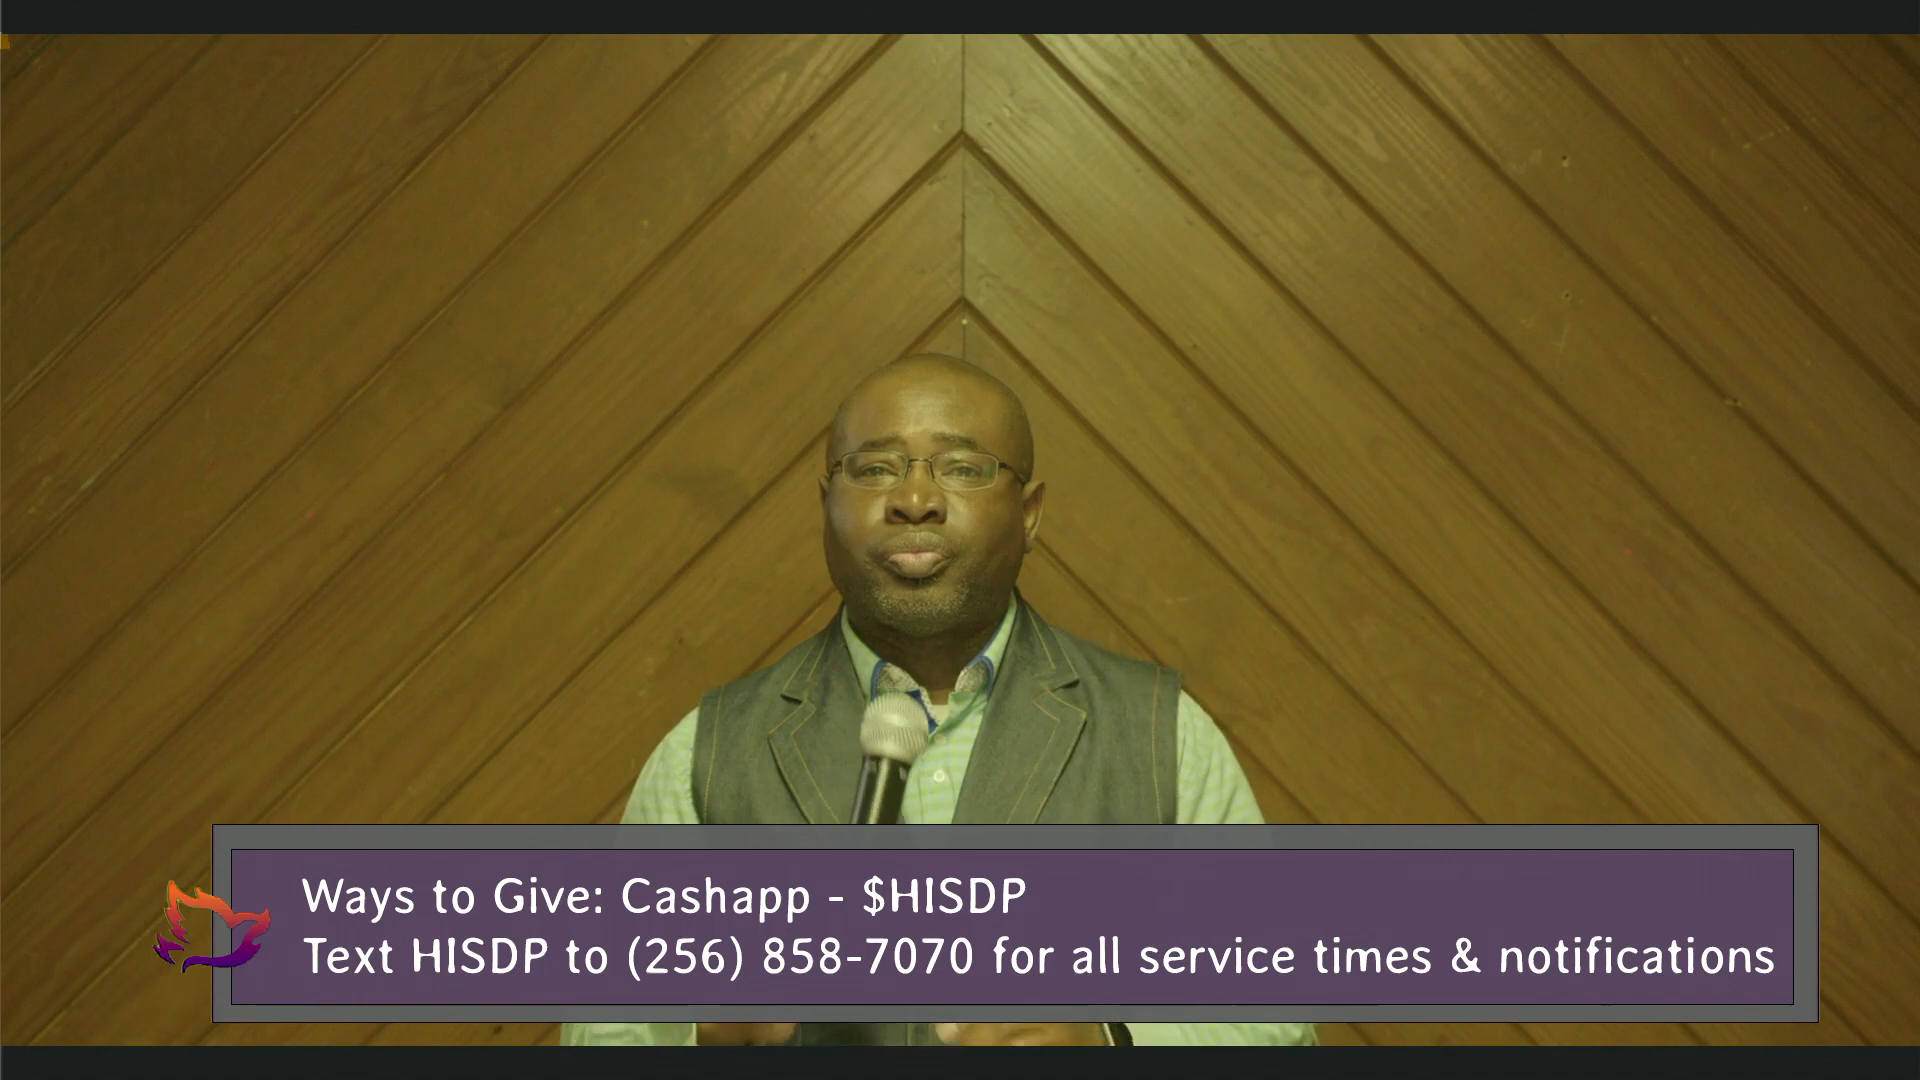 Ways to Give: Cashapp - $HISDP
Text HISDP to (256) 858-7070 for all service times & notifications